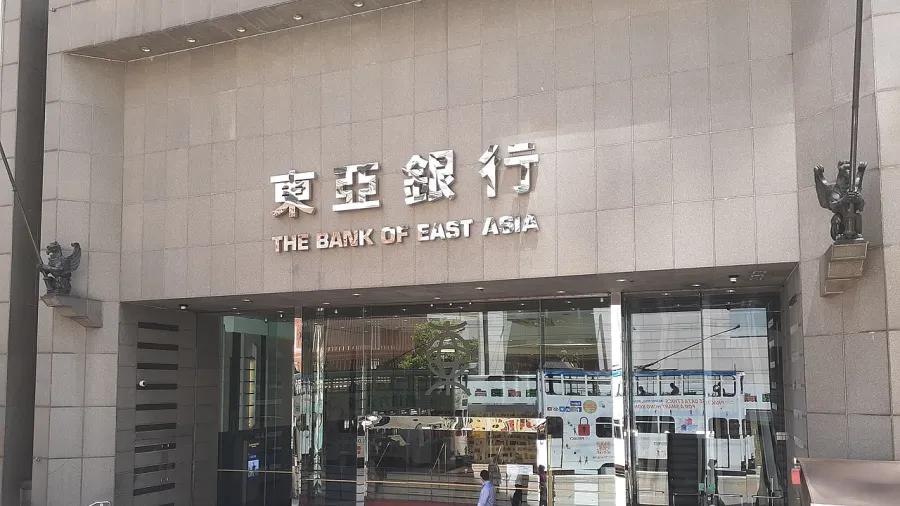 東亞銀行
THE BANK OF EAST ASIA